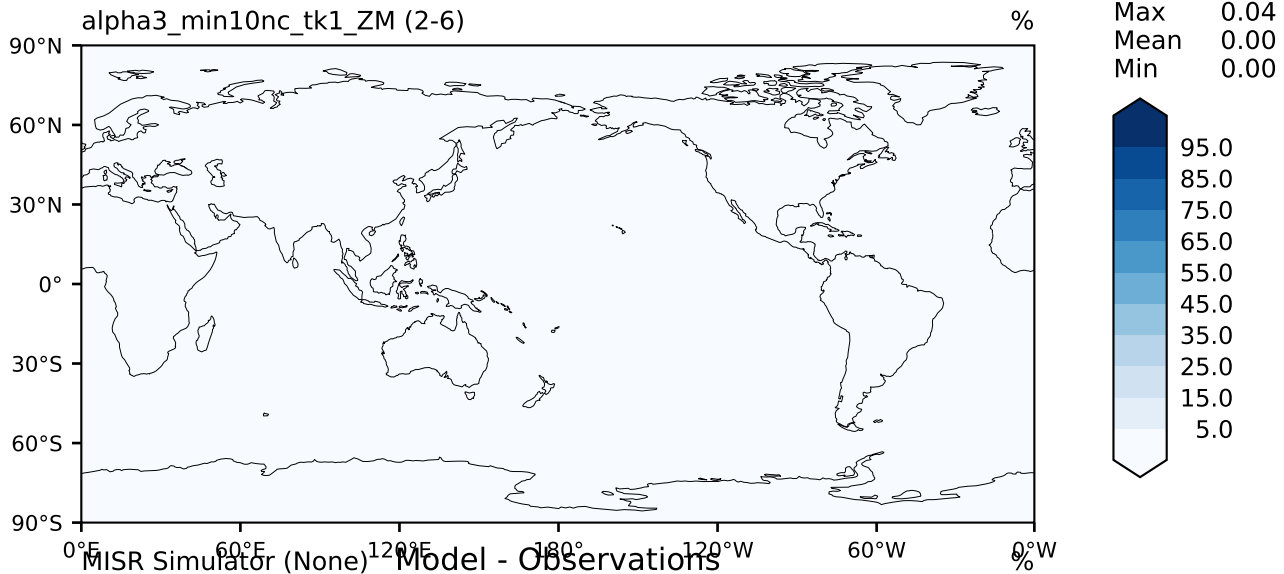 alpha3_min10nc_tk1_ZM (2-6) %
Max 0.04
Mean 0.00
Min 0.00
90°N
60°N
30°N
0°
30°S
60°S
90°S
0°E 60°E 120°E 180° 120°W 60°W 0°W
95.0
85.0
75.0
65.0
55.0
45.0
35.0
25.0
15.0
5.0
MISR Simulator (None) Model - Observations %